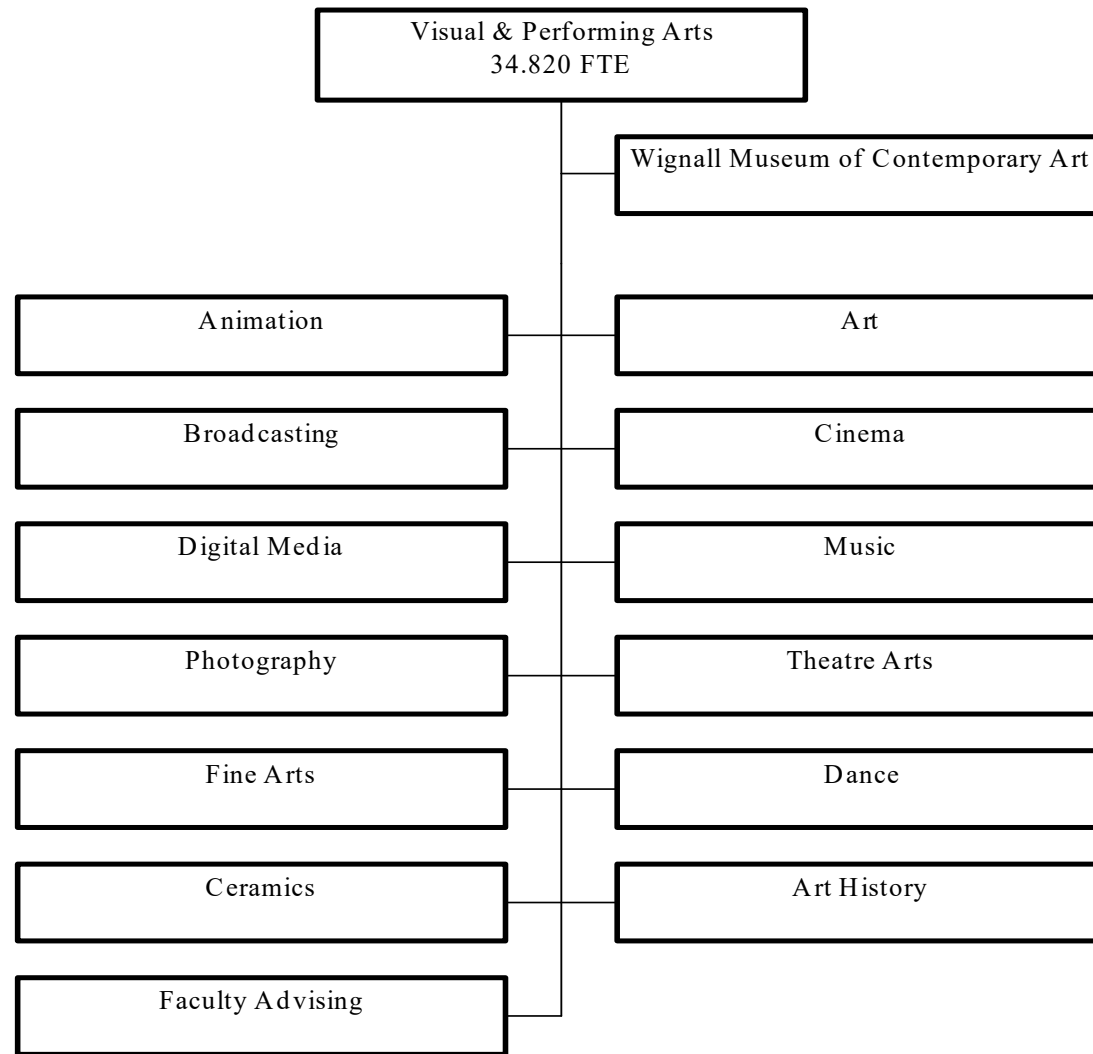 Visual & Performing Arts
34.820 FTE
Wignall Museum of Contemporary Art
Animation
Art
Broadcasting
Cinema
Digital Media
Music
Photography
Theatre Arts
Fine Arts
Dance
Ceramics
Art History
Faculty Advising